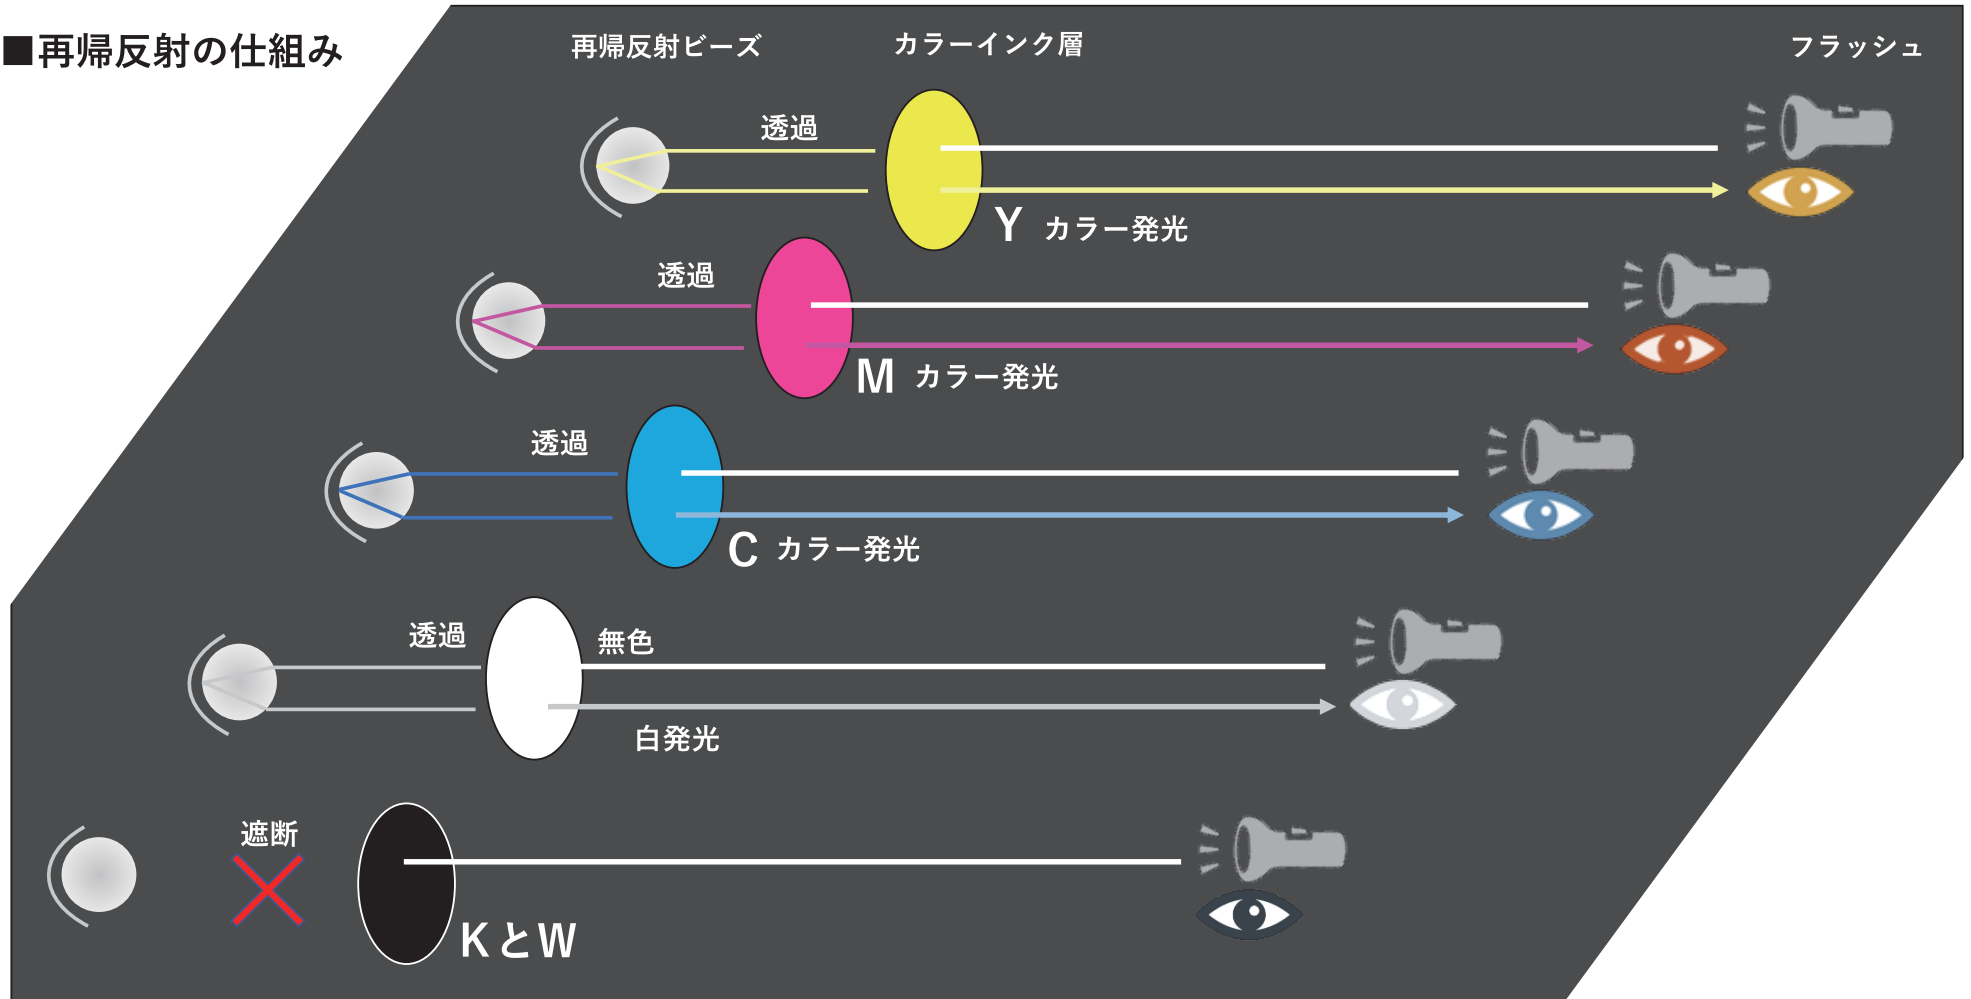 ■再帰反射の仕組み
再帰反射ビーズ
カラーインク層
フラッシュ
透過
Y カラー発光
透過
M カラー発光
透過
C カラー発光
透過
無色
白発光
遮断
KとW